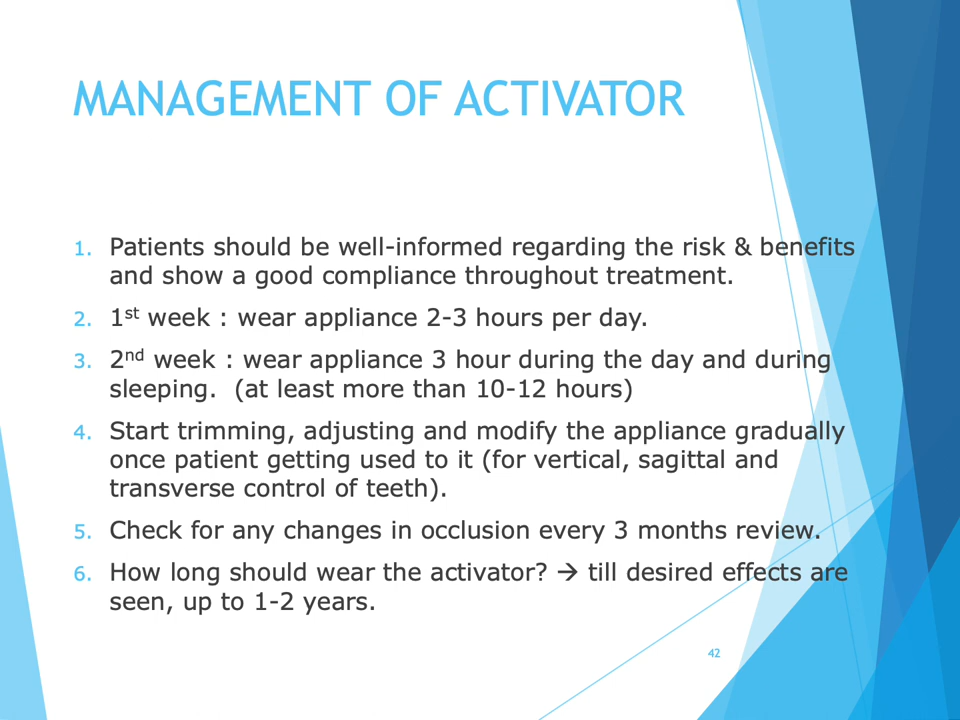 MANAGEMENT OF ACTIVATOR
1. Patients should be well-informed regarding the risk & benefits
and show a good compliance throughout treatment.
2. 1st week : wear appliance 2-3 hours per day.
3. 2nd week : wear appliance 3 hour during the day and during
sleeping.  (at least more than 10-12 hours)
4. Start trimming, adjusting and modify the appliance gradually
once patient getting used to it (for vertical, sagittal and
transverse control of teeth).
5. Check for any changes in occlusion every 3 months review.
6. How long should wear the activator? → till desired effects are
seen, up to 1-2 years.
42